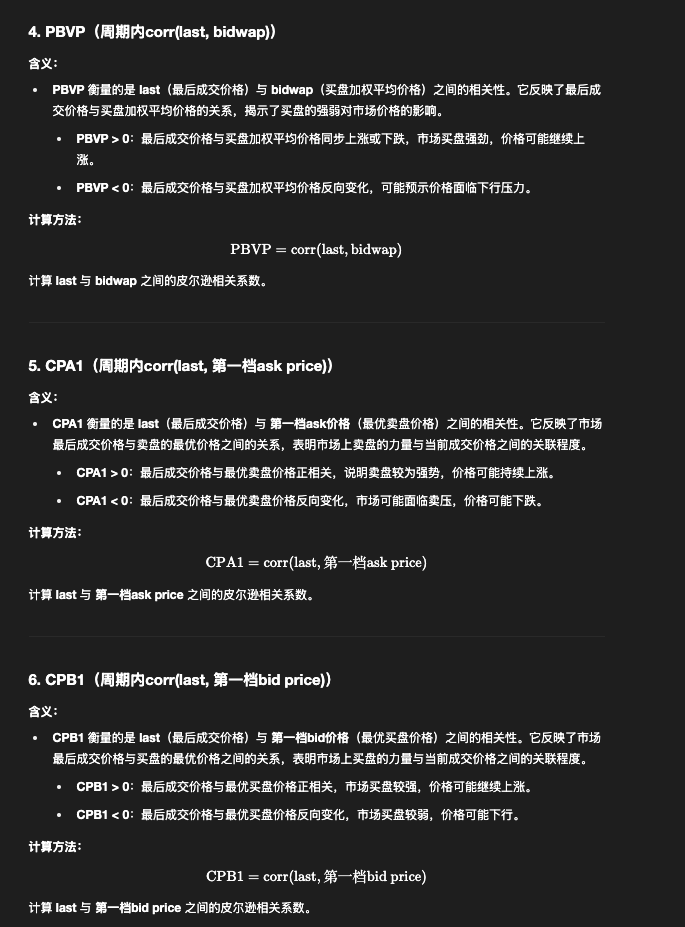 4. PBVP（周期内corr(last, bidwap)）
含义：
• PBVP 衡量的是 last（最后成交价格）与 bidwap（买盘加权平均价格）之间的相关性。它反映了最后成
交价格与买盘加权平均价格的关系，揭示了买盘的强弱对市场价格的影响。
• PBVP > 0：最后成交价格与买盘加权平均价格同步上涨或下跌，市场买盘强劲，价格可能继续上
涨。
• PBVP < 0：最后成交价格与买盘加权平均价格反向变化，可能预示价格面临下行压力。
计算方法：
PBVP = corr(last, bidwap)
计算 last 与 bidwap 之间的皮尔逊相关系数。
5. CPA1（周期内corr(last, 第一档ask price)）
含义：
• CPA1 衡量的是 last（最后成交价格）与 第一档ask价格（最优卖盘价格）之间的相关性。它反映了市场
最后成交价格与卖盘的最优价格之间的关系，表明市场上卖盘的力量与当前成交价格之间的关联程度。
• CPA1 > 0：最后成交价格与最优卖盘价格正相关，说明卖盘较为强势，价格可能持续上涨。
• CPA1 < 0：最后成交价格与最优卖盘价格反向变化，市场可能面临卖压，价格可能下跌。
计算方法：
CPA1 = corr(last, 第一档ask price)
计算 last 与 第一档ask price 之间的皮尔逊相关系数。
6. CPB1（周期内corr(last, 第一档bid price)）
含义：
• CPB1 衡量的是 last（最后成交价格）与 第一档bid价格（最优买盘价格）之间的相关性。它反映了市场
最后成交价格与买盘的最优价格之间的关系，表明市场上买盘的力量与当前成交价格之间的关联程度。
• CPB1 > 0：最后成交价格与最优买盘价格正相关，市场买盘较强，价格可能继续上涨。
• CPB1 < 0：最后成交价格与最优买盘价格反向变化，市场买盘较弱，价格可能下行。
计算方法：
CPB1 = corr(last, 第一档bid price)
计算 last 与 第一档bid price 之间的皮尔逊相关系数。